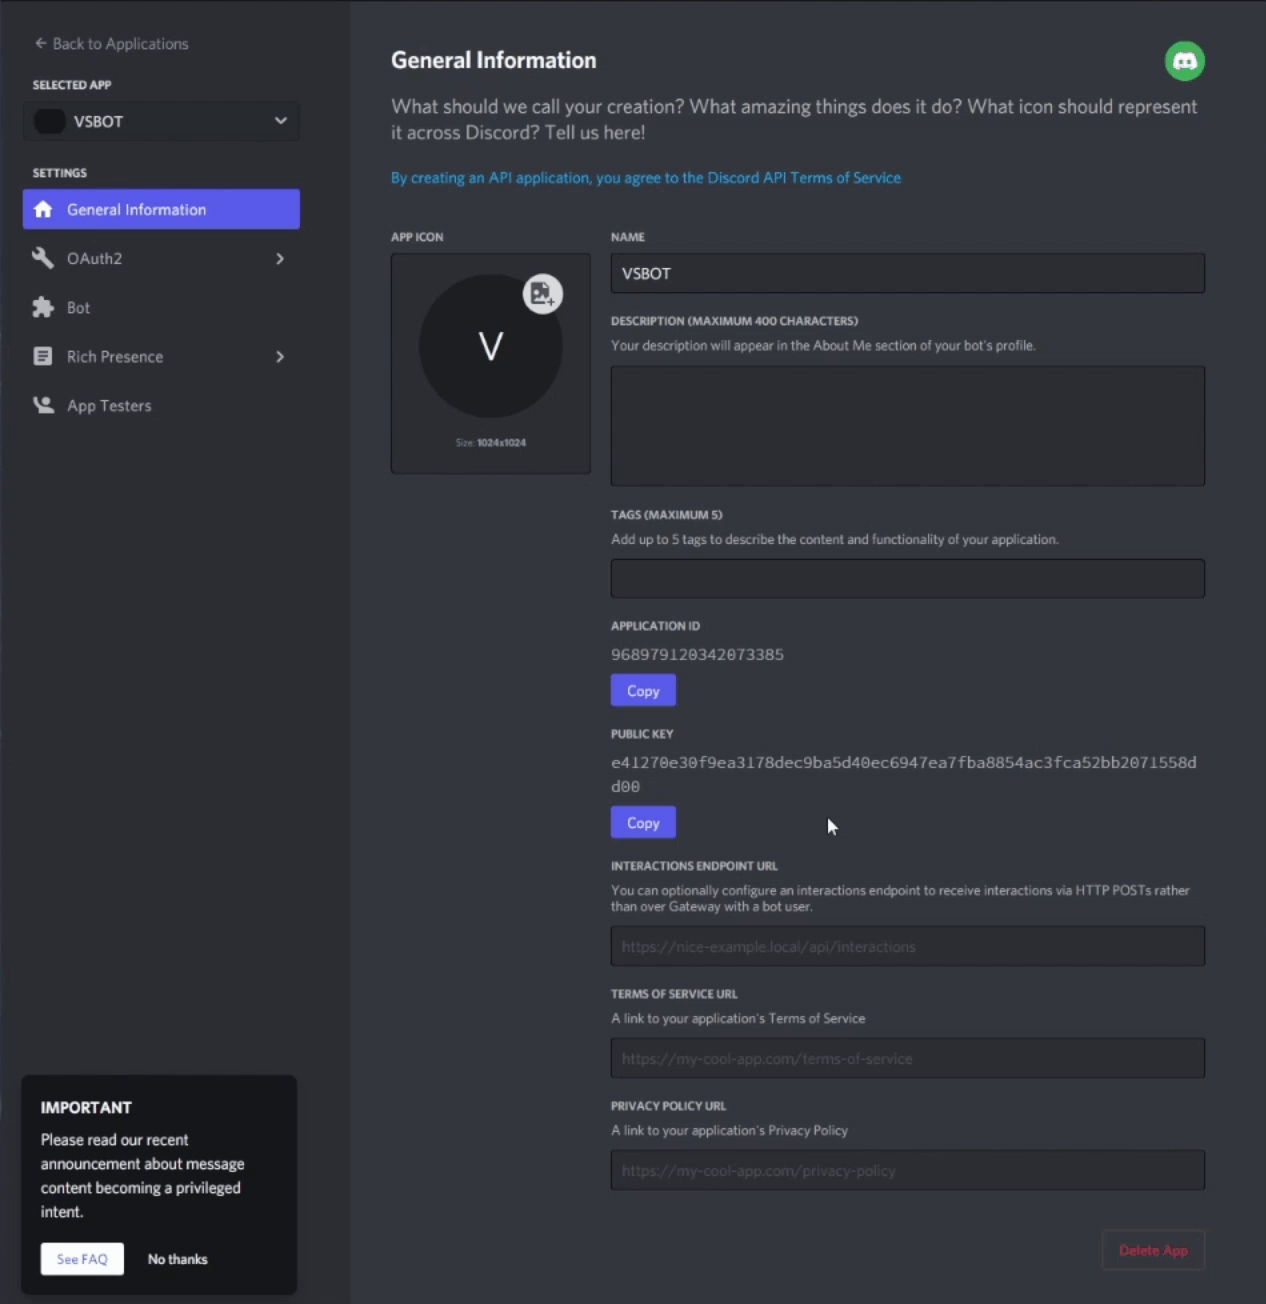 Back to Applications
SELECTED APP
VSBOT
SETTINGS
General Information
OAuth2
Bot
Rich Presence
App Testers
IMPORTANT
Please read our recent
announcement about message
content becoming a privileged
intent.
See FAQ
No thanks
General Information
What should we call your creation? What amazing things does it do? What icon should represent
it across Discord? Tell us here!
By creating an API application, you agree to the Discord API Terms of Service
APP ICON
V
Size: 1024x1024
NAME
VSBOT
DESCRIPTION (MAXIMUM 400 CHARACTERS)
Your description will appear in the About Me section of your bot's profile.
TAGS (MAXIMUM 5)
Add up to 5 tags to describe the content and functionality of your application.
APPLICATION ID
968979120342073385
Copy
PUBLIC KEY
e41270e30f9ea3178dec9ba5d40ec6947ea7fba8854ac3fca52bb2071558d
d00
Copy
INTERACTIONS ENDPOINT URL
You can optionally configure an interactions endpoint to receive interactions via HTTP POSTs rather
than over Gateway with a bot user.
https://nice-example.local/api/interactions
TERMS OF SERVICE URL
A link to your application's Terms of Service
https://my-cool-app.com/terms-of-service
PRIVACY POLICY URL
A link to your application's Privacy Policy
https://my-cool-app.com/privacy-policy
Delete App